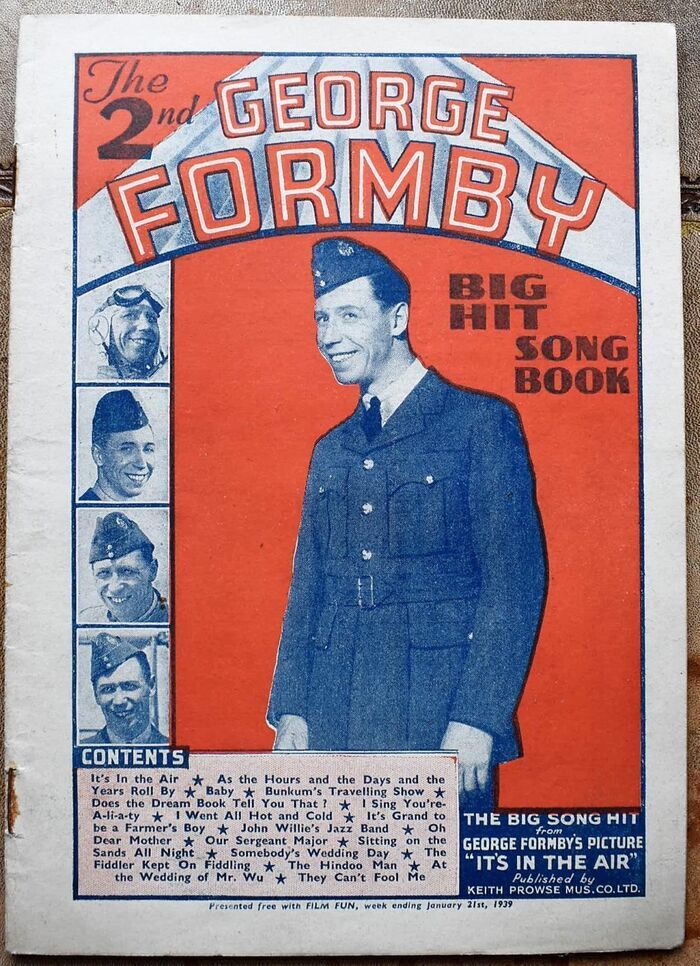 The
2nd
GEORGE
FORMBY
BIG
HIT
SONG
BOOK
CONTENTS
It's In the Air ★ As the Hours and the Days and the
Years Roll By ★ Baby ★ Bunkum's Travelling Show ★
Does the Dream Book Tell You That ? ★ I Sing You're-
A-li-a-ty ★ I Went All Hot and Cold ★ It's Grand to
be a Farmer's Boy ★ John Willie's Jazz Band ★ Oh
Dear Mother ★ Our Sergeant Major ★ Sitting on the
Sands All Night ★ Somebody's Wedding Day ★ The
Fiddler Kept On Fiddling ★ The Hindoo Man ★ At
the Wedding of Mr. Wu ★ They Can't Fool Me
THE BIG SONG HIT
from
GEORGE FORMBY'S PICTURE
"IT'S IN THE AIR"
Published by
KEITH PROWSE MUS. CO. LTD.
Presented free with FILM FUN, week ending January 21st, 1939